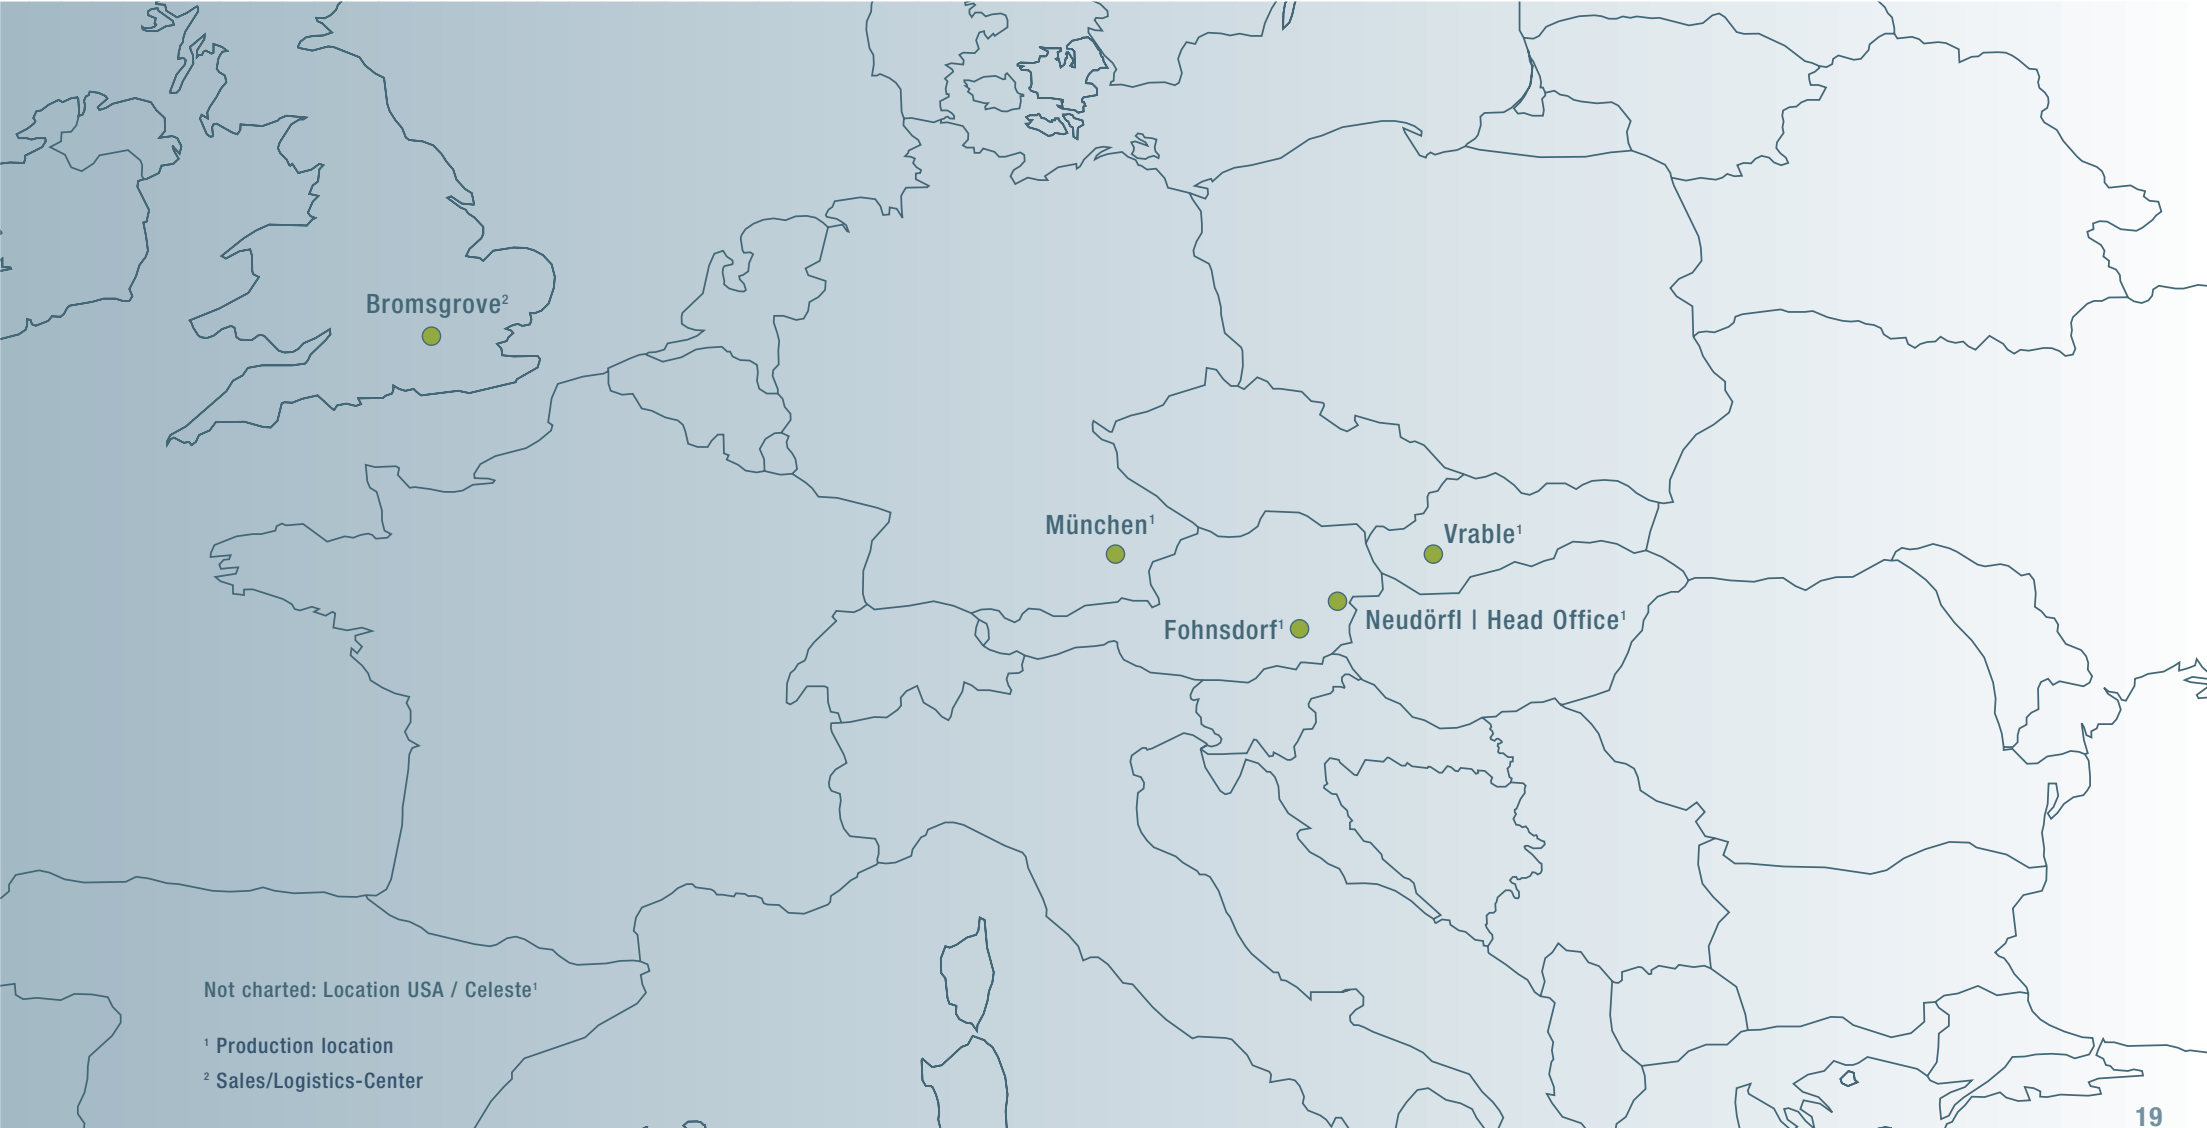 Bromsgrove²
München¹
Vrable¹
Neudörfl | Head Office¹
Fohnsdorf¹
Not charted: Location USA / Celeste¹
¹ Production location
² Sales/Logistics-Center
19